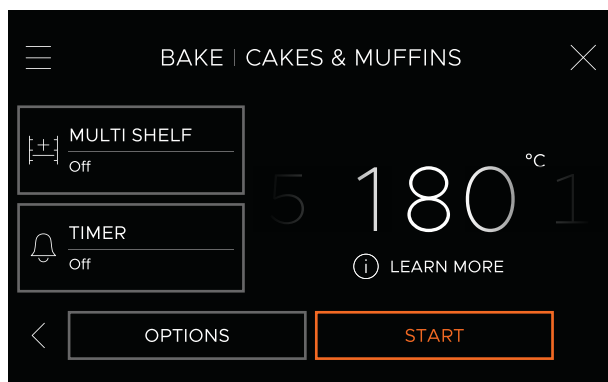 BAKE | CAKES & MUFFINS
MULTI SHELF
Off
5 180 °C 1
TIMER
Off
i LEARN MORE
OPTIONS
START